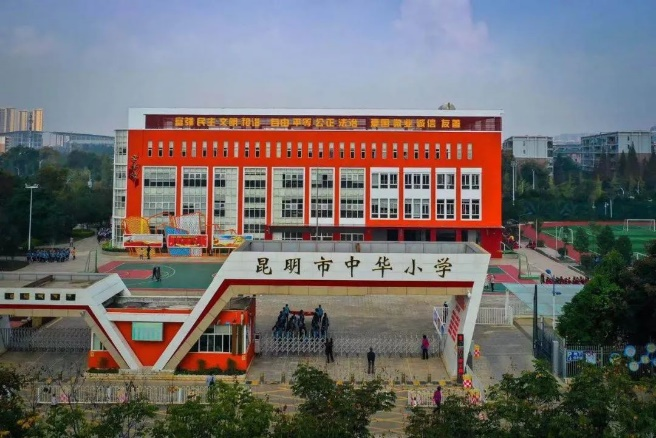 富强 民主 文明 和谐 自由 平等 公正 法治 爱国 敬业 诚信 友善
昆明市中华小学